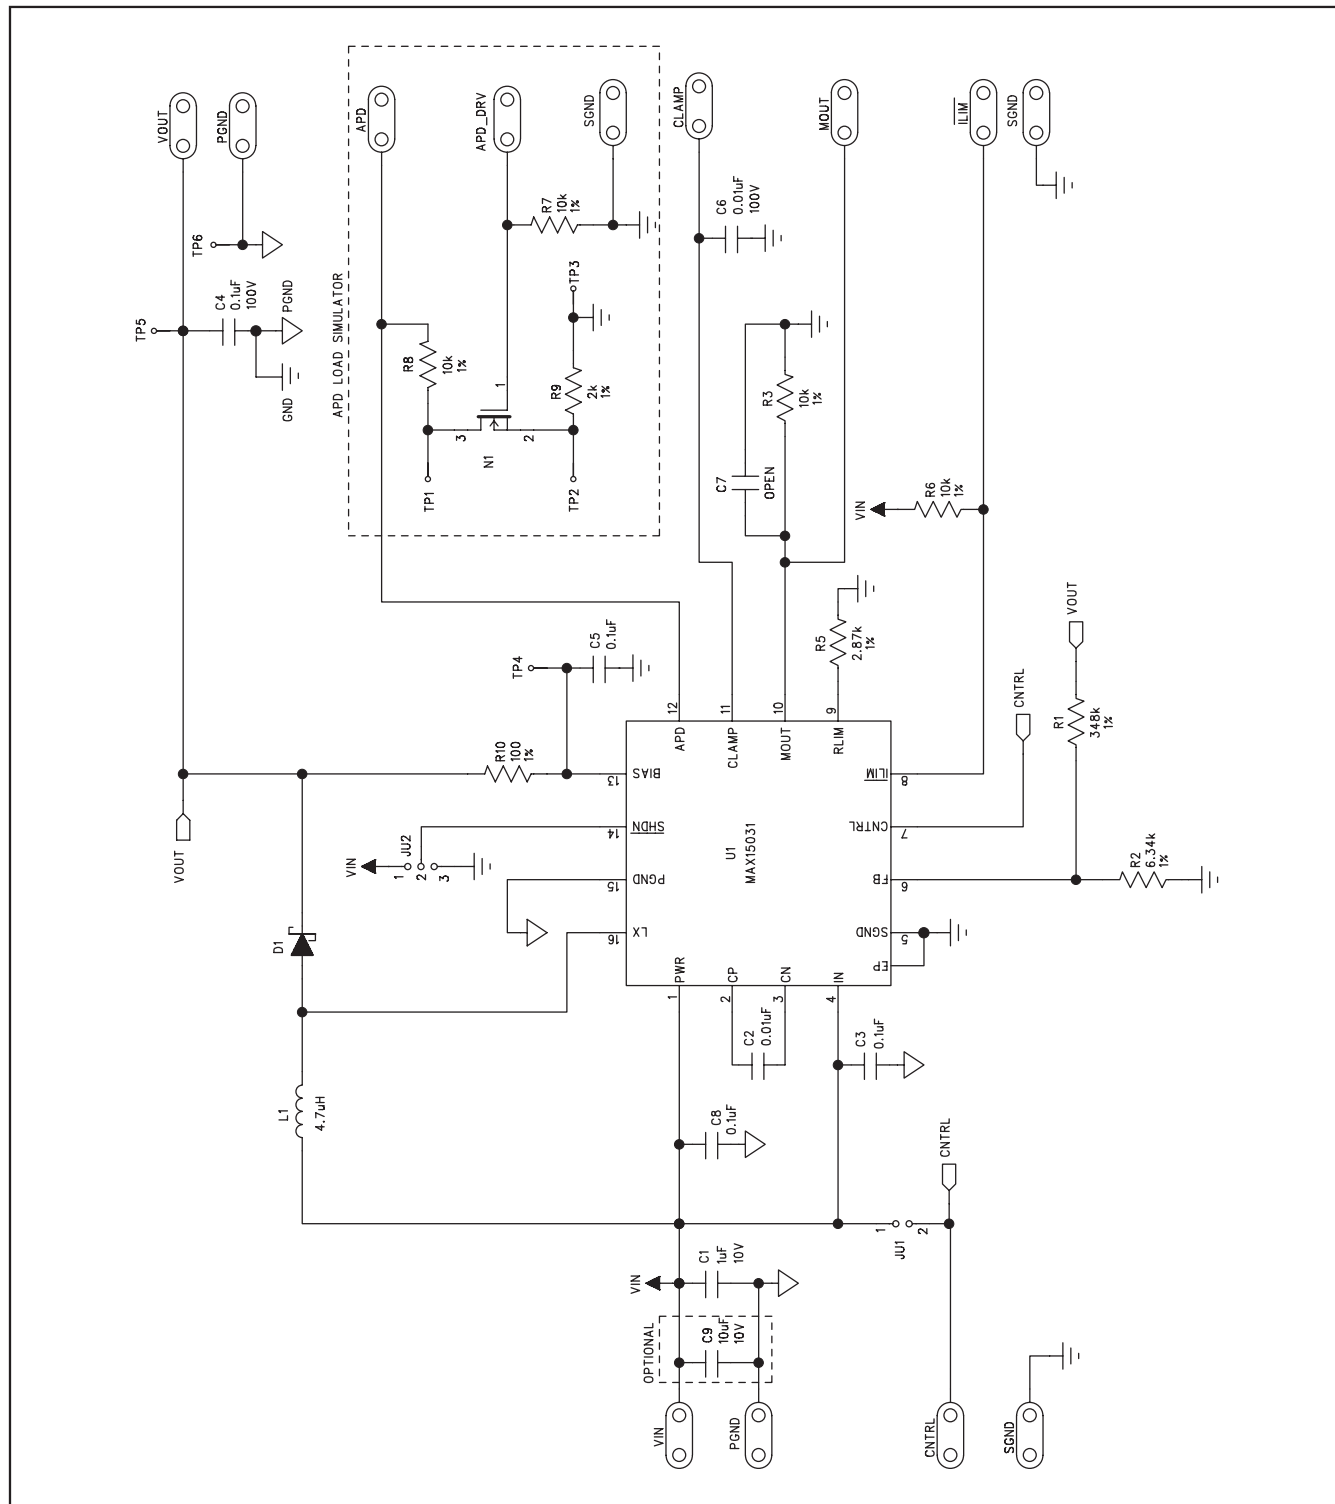 VOUT
PGND
TP6
TP5
C4
0.1uF
100V
PGND
GND
APD LOAD SIMULATOR
APD
APD_DRV
SGND
R7
10k
1%
R8
10k
1%
TP3
R9
2k
1%
1
3
2
N1
TP1
TP2
CLAMP
C6
0.01uF
100V
MOUT
R3
10k
1%
C7
OPEN
ILIM
SGND
VIN
R6
10k
1%
R5
2.87k
1%
VOUT
R1
348k
1%
CNTRL
R2
6.34k
1%
TP4
C5
0.1uF
R10
100
1%
VOUT
VIN
JU2
1
2
3
D1
L1
4.7uH
U1
MAX15031
12
APD
11
CLAMP
10
MOUT
9
RLIM
13
BIAS
14
SHDN
15
PGND
16
LX
8
ILIM
7
CNTRL
6
FB
5
SGND
EP
PWR
1
CP
2
CN
3
IN
4
C2
0.01uF
C3
0.1uF
C8
0.1uF
CNTRL
1
2
JU1
VIN
C1
1uF
10V
OPTIONAL
C9
10uF
10V
VIN
PGND
CNTRL
SGND